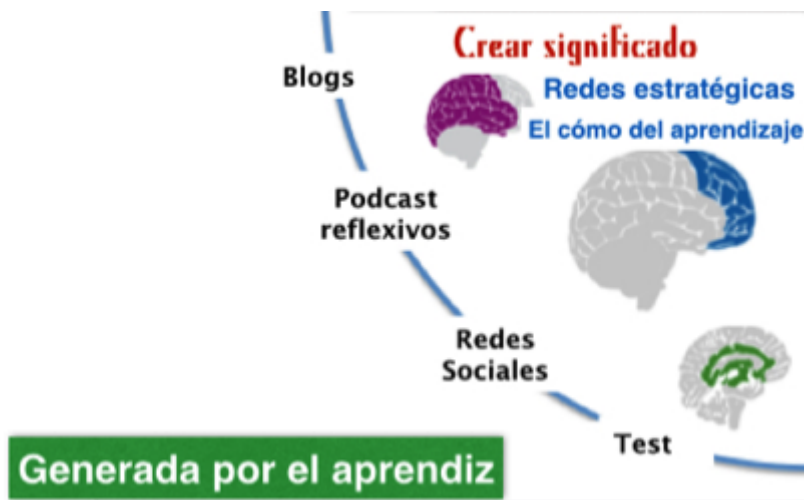 Crear significado
Blogs
Redes estratégicas
El cómo del aprendizaje
Podcast
reflexivos
Redes
Sociales
Test
Generada por el aprendiz